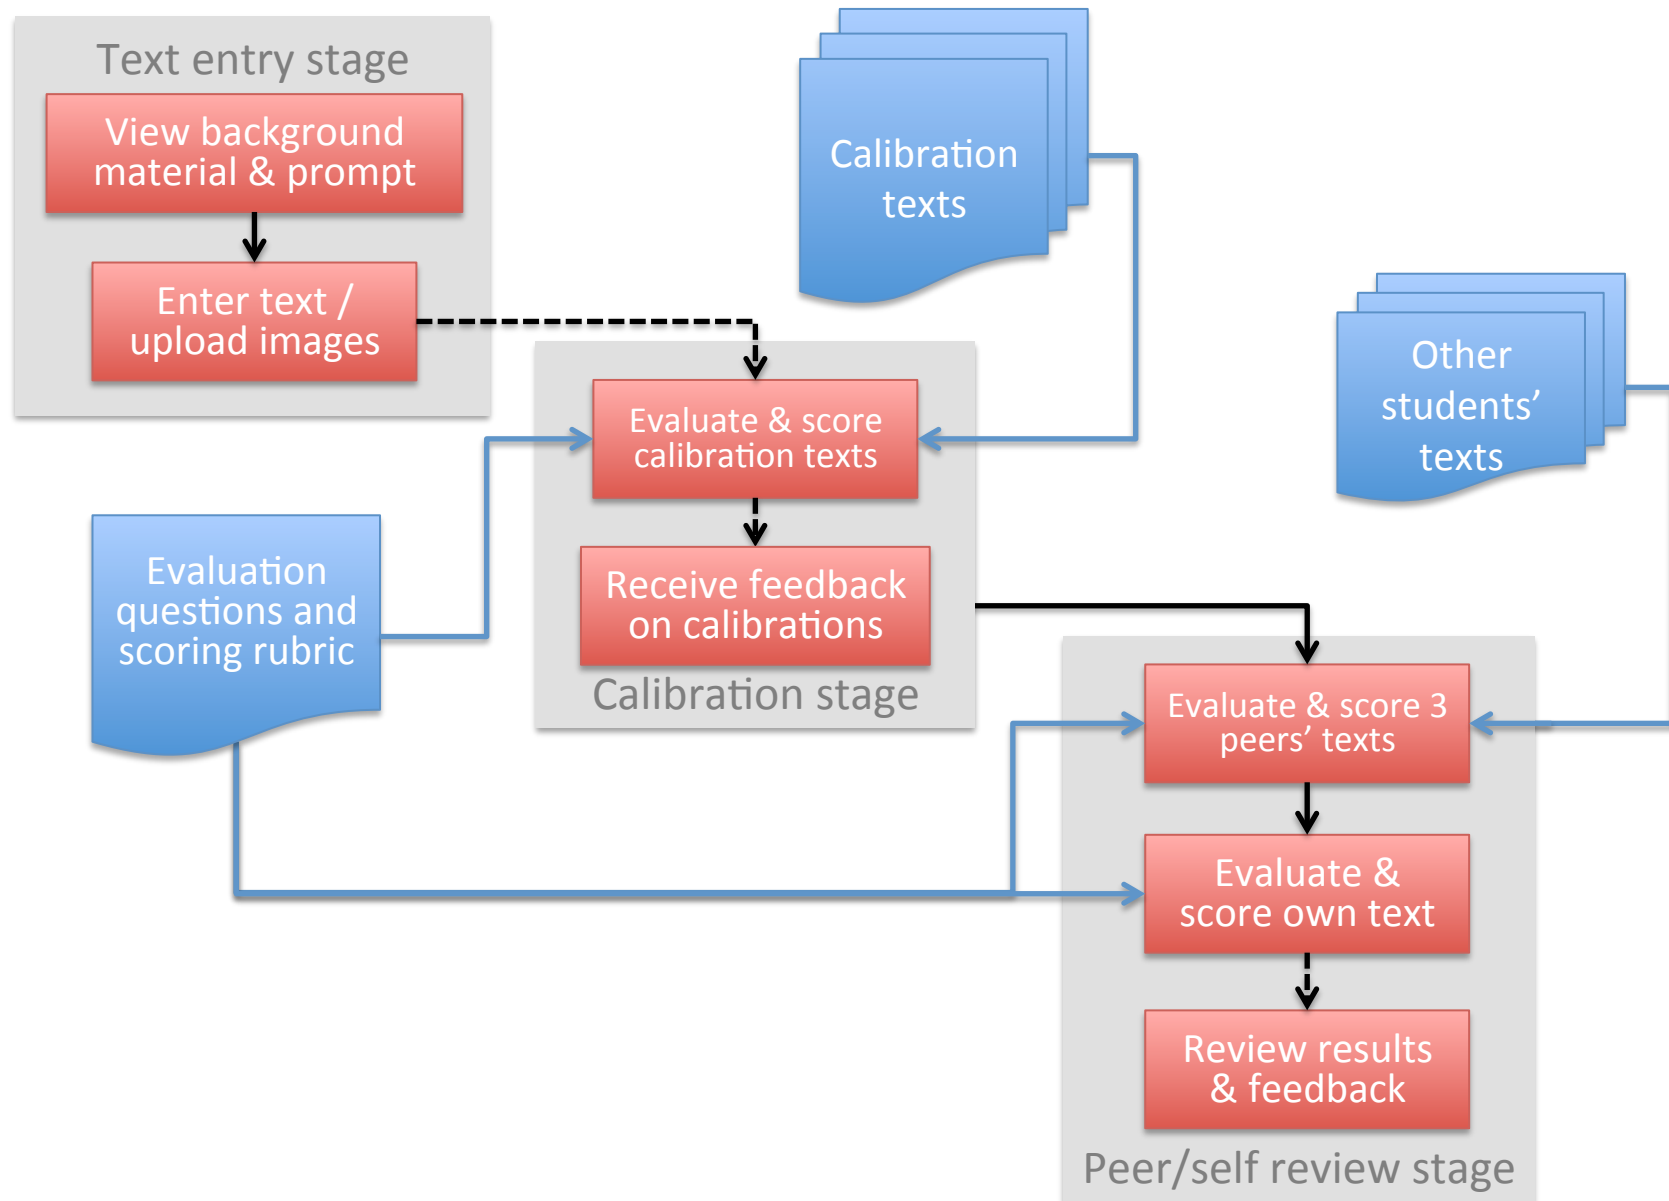 Text entry stage
View background
material & prompt
Enter text /
upload images
Calibration
texts
Other
students’
texts
Evaluate & score
calibration texts
Receive feedback
on calibrations
Calibration stage
Evaluation
questions and
scoring rubric
Evaluate & score 3
peers’ texts
Evaluate &
score own text
Review results
& feedback
Peer/self review stage